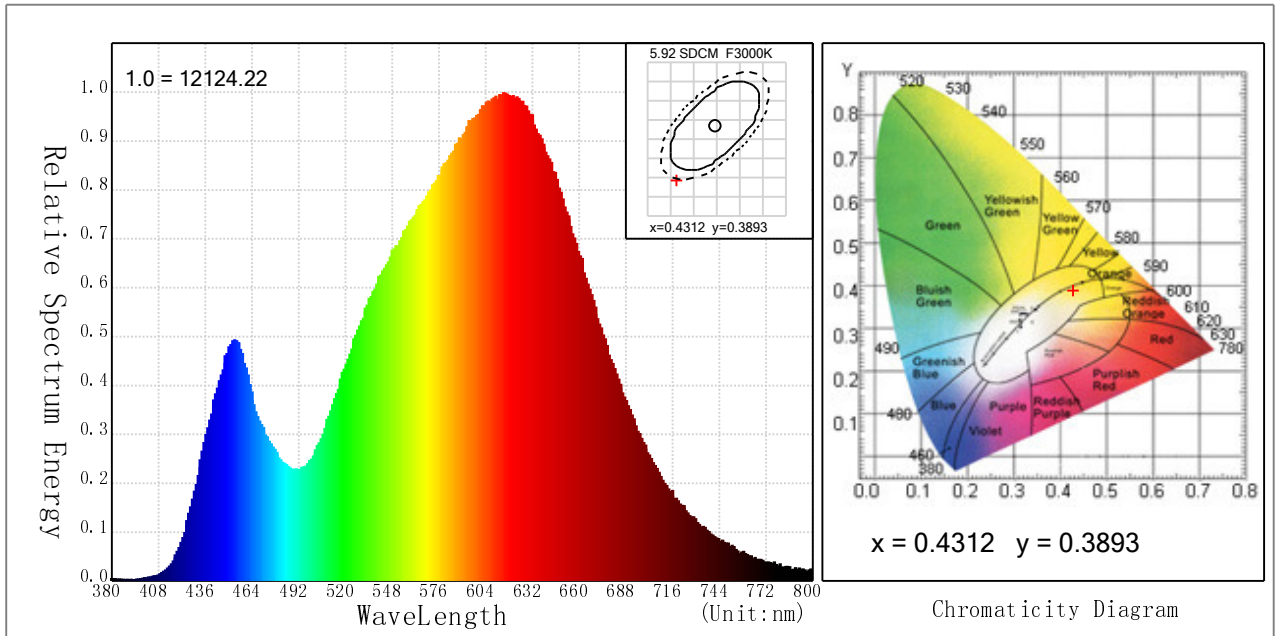 1.0 = 12124.22
5.92 SDCM F3000K
x=0.4312 y=0.3893
Relative Spectrum Energy
1.0
0.9
0.8
0.7
0.6
0.5
0.4
0.3
0.2
0.1
0.0
380 408 436 464 492 520 548 576 604 632 660 688 716 744 772 800
WaveLength
(Unit:nm)
Y
0.8
0.7
0.6
0.5
0.4
0.3
0.2
0.1
0.0 0.1 0.2 0.3 0.4 0.5 0.6 0.7 0.8
520
530
540
550
560
570
580
590
600
610
620
630
780
490
480
460
380
Green
Yellowish
Green
Yellow
Green
Yellow
Orange
Reddish
Orange
Red
Purplish
Red
Reddish
Purple
Purple
Violet
Blue
Greenish
Blue
Bluish
Green
x = 0.4312 y = 0.3893
Chromaticity Diagram